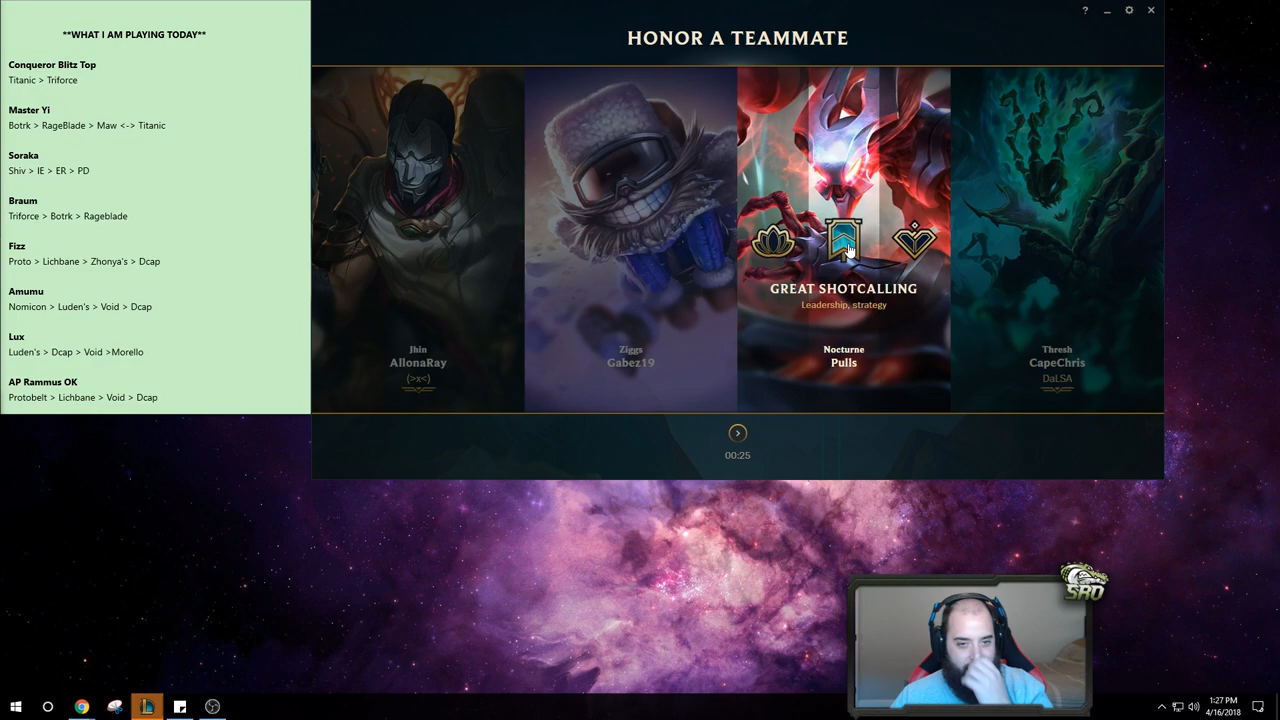 **WHAT I AM PLAYING TODAY**
Conqueror Blitz Top
Titanic > Triforce
Master Yi
Botrk > RageBlade > Maw <-> Titanic
Soraka
Shiv > IE > ER > PD
Braum
Triforce > Botrk > Rageblade
Fizz
Proto > Lichbane > Zhonya's > Dcap
Amumu
Nomicon > Luden's > Void > Dcap
Lux
Luden's > Dcap > Void >Morello
AP Rammus OK
Protobelt > Lichbane > Void > Dcap
HONOR A TEAMMATE
GREAT SHOTCALLING
Leadership, strategy
Jhin
AllonaRay
(>x<)
Ziggs
Gabez19
Nocturne
Pulls
Thresh
CapeChris
DaLSA
00:25
SRO
1:27 PM
4/16/2018